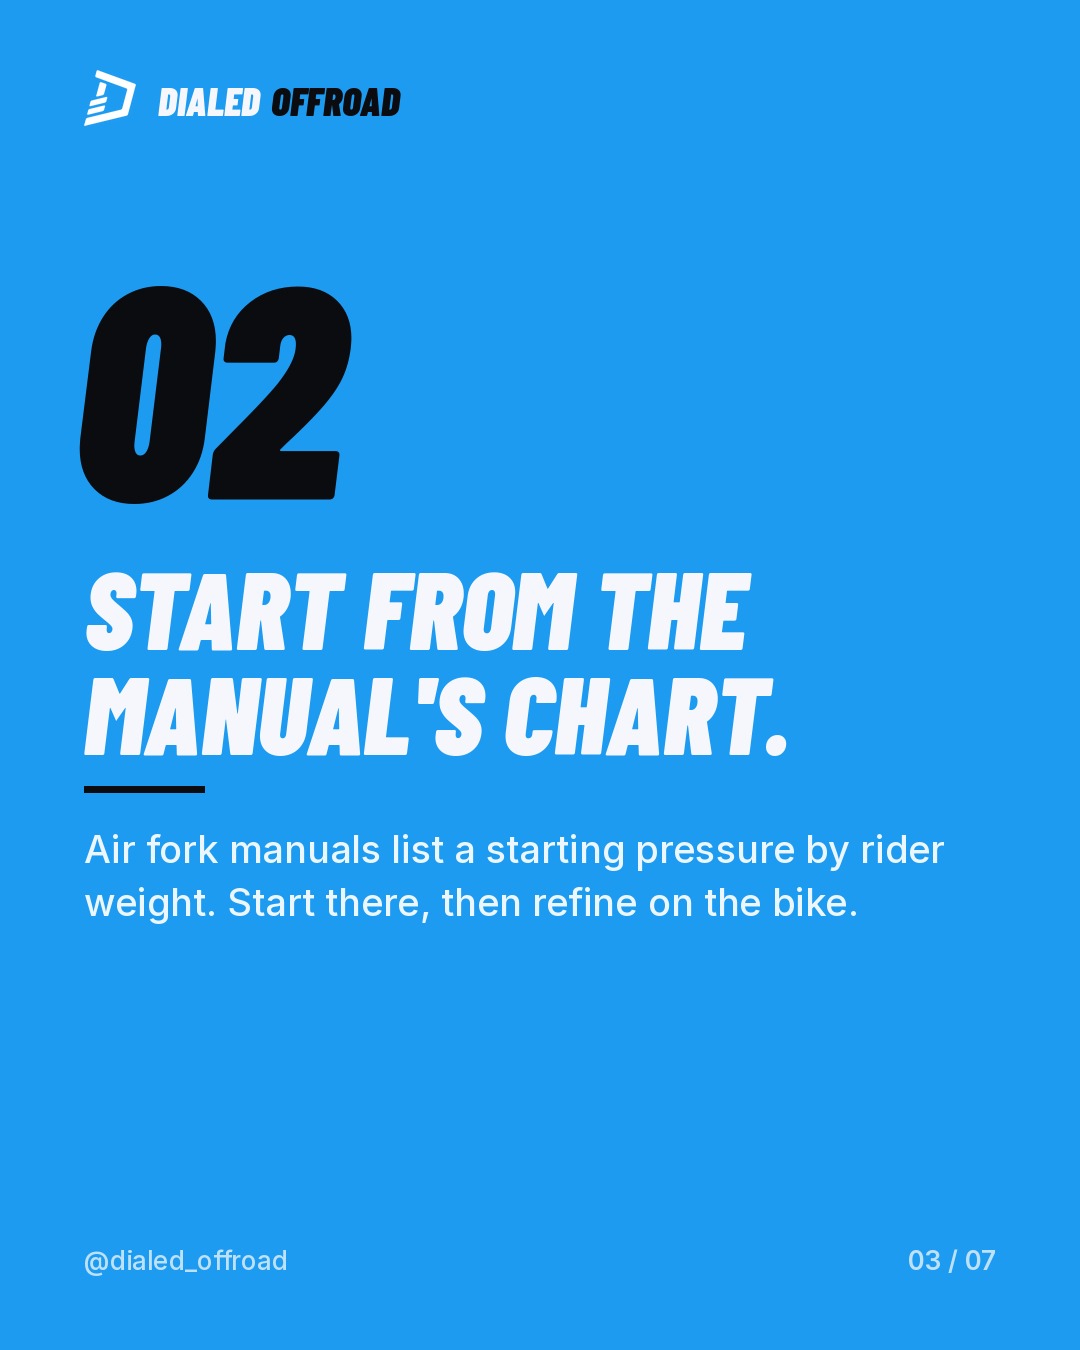 DIALED OFFROAD
02
START FROM THE
MANUAL'S CHART.
Air fork manuals list a starting pressure by rider
weight. Start there, then refine on the bike.
@dialed_offroad
03 / 07